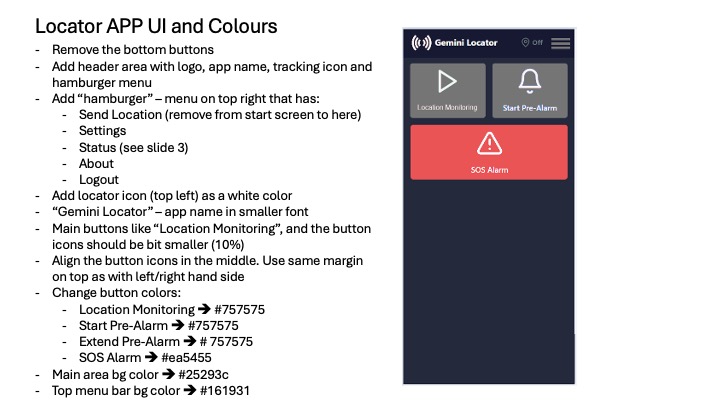 Locator APP UI and Colours
- Remove the bottom buttons
- Add header area with logo, app name, tracking icon and
hamburger menu
- Add “hamburger” – menu on top right that has:
- Send Location (remove from start screen to here)
- Settings
- Status (see slide 3)
- About
- Logout
- Add locator icon (top left) as a white color
- “Gemini Locator” – app name in smaller font
- Main buttons like “Location Monitoring”, and the button
icons should be bit smaller (10%)
- Align the button icons in the middle. Use same margin
on top as with left/right hand side
- Change button colors:
- Location Monitoring ➔ #757575
- Start Pre-Alarm ➔ #757575
- Extend Pre-Alarm ➔ # 757575
- SOS Alarm ➔ #ea5455
- Main area bg color ➔ #25293c
- Top menu bar bg color ➔ #161931
Gemini Locator
Off
Location Monitoring
Start Pre-Alarm
SOS Alarm